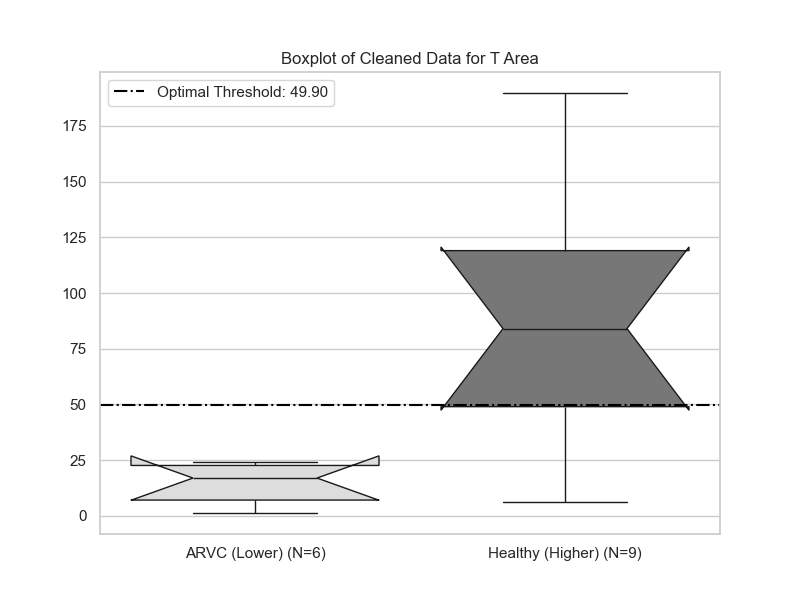 Boxplot of Cleaned Data for T Area
Optimal Threshold: 49.90
175
150
125
100
75
50
25
0
ARVC (Lower) (N=6)
Healthy (Higher) (N=9)